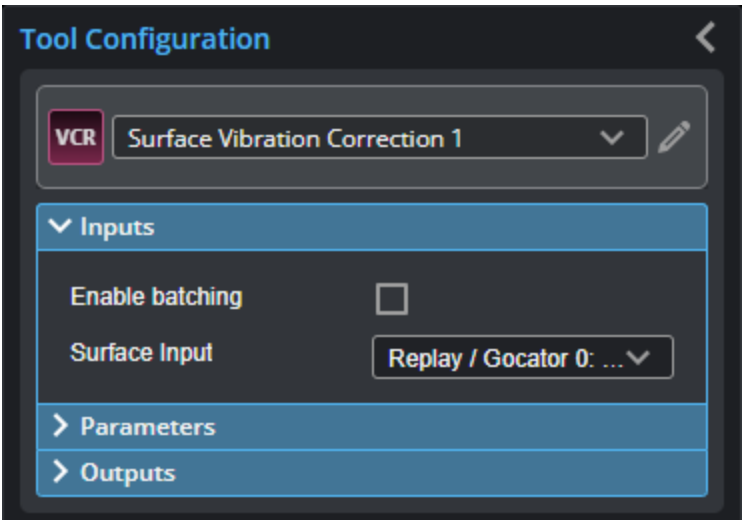 Tool Configuration
VCR Surface Vibration Correction 1
Inputs
Enable batching
Surface Input Replay / Gocator 0: ...
Parameters
Outputs